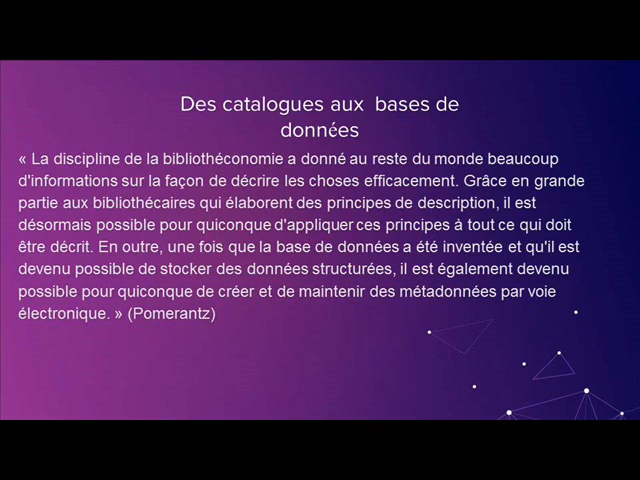 Des catalogues aux  bases de
données
« La discipline de la bibliothéconomie a donné au reste du monde beaucoup
d'informations sur la façon de décrire les choses efficacement. Grâce en grande
partie aux bibliothécaires qui élaborent des principes de description, il est
désormais possible pour quiconque d'appliquer ces principes à tout ce qui doit
être décrit. En outre, une fois que la base de données a été inventée et qu'il est
devenu possible de stocker des données structurées, il est également devenu
possible pour quiconque de créer et de maintenir des métadonnées par voie
électronique. » (Pomerantz)